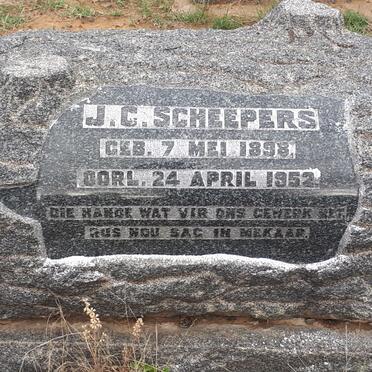 J. C. SCHEEPERS
GEB. 7 MEI 1898.
OORL. 24 APRIL 1952
DIE HANDE WAT VIR ONS GEWERK HET,
RUS NOU SAG IN MEKAAR.